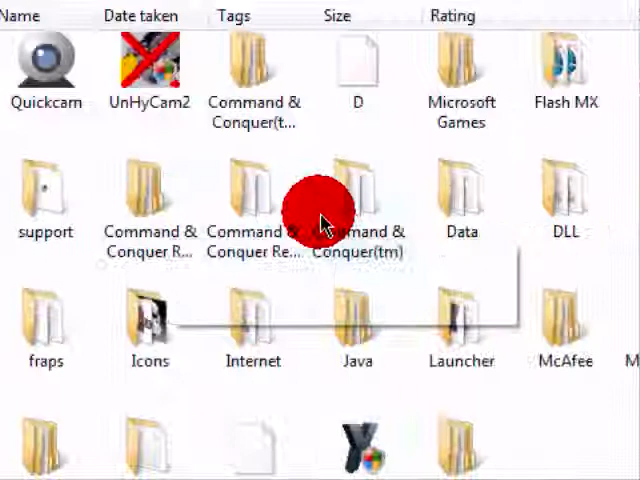 Name Date taken Tags Size Rating
Quickcam UnHyCam2 Command & Conquer(t... D Microsoft Games Flash MX
support Command & Conquer R... Command & Conquer Re... Command & Conquer(tm) Data DLL
fraps Icons Internet Java Launcher McAfee M